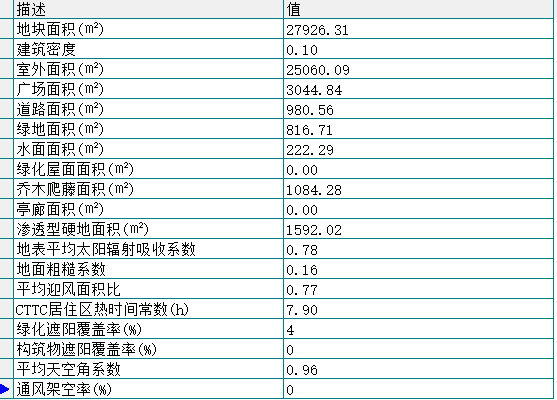 描述 值
地块面积(㎡) 27926.31
建筑密度 0.10
室外面积(㎡) 25060.09
广场面积(㎡) 3044.84
道路面积(㎡) 980.56
绿地面积(㎡) 816.71
水面面积(㎡) 222.29
绿化屋面面积(㎡) 0.00
乔木爬藤面积(㎡) 1084.28
亭廊面积(㎡) 0.00
渗透型硬地面积(㎡) 1592.02
地表平均太阳辐射吸收系数 0.78
地面粗糙系数 0.16
平均迎风面积比 0.77
CTTC居住区热时间常数(h) 7.90
绿化遮阳覆盖率(%) 4
构筑物遮阳覆盖率(%) 0
平均天空角系数 0.96
通风架空率(%) 0